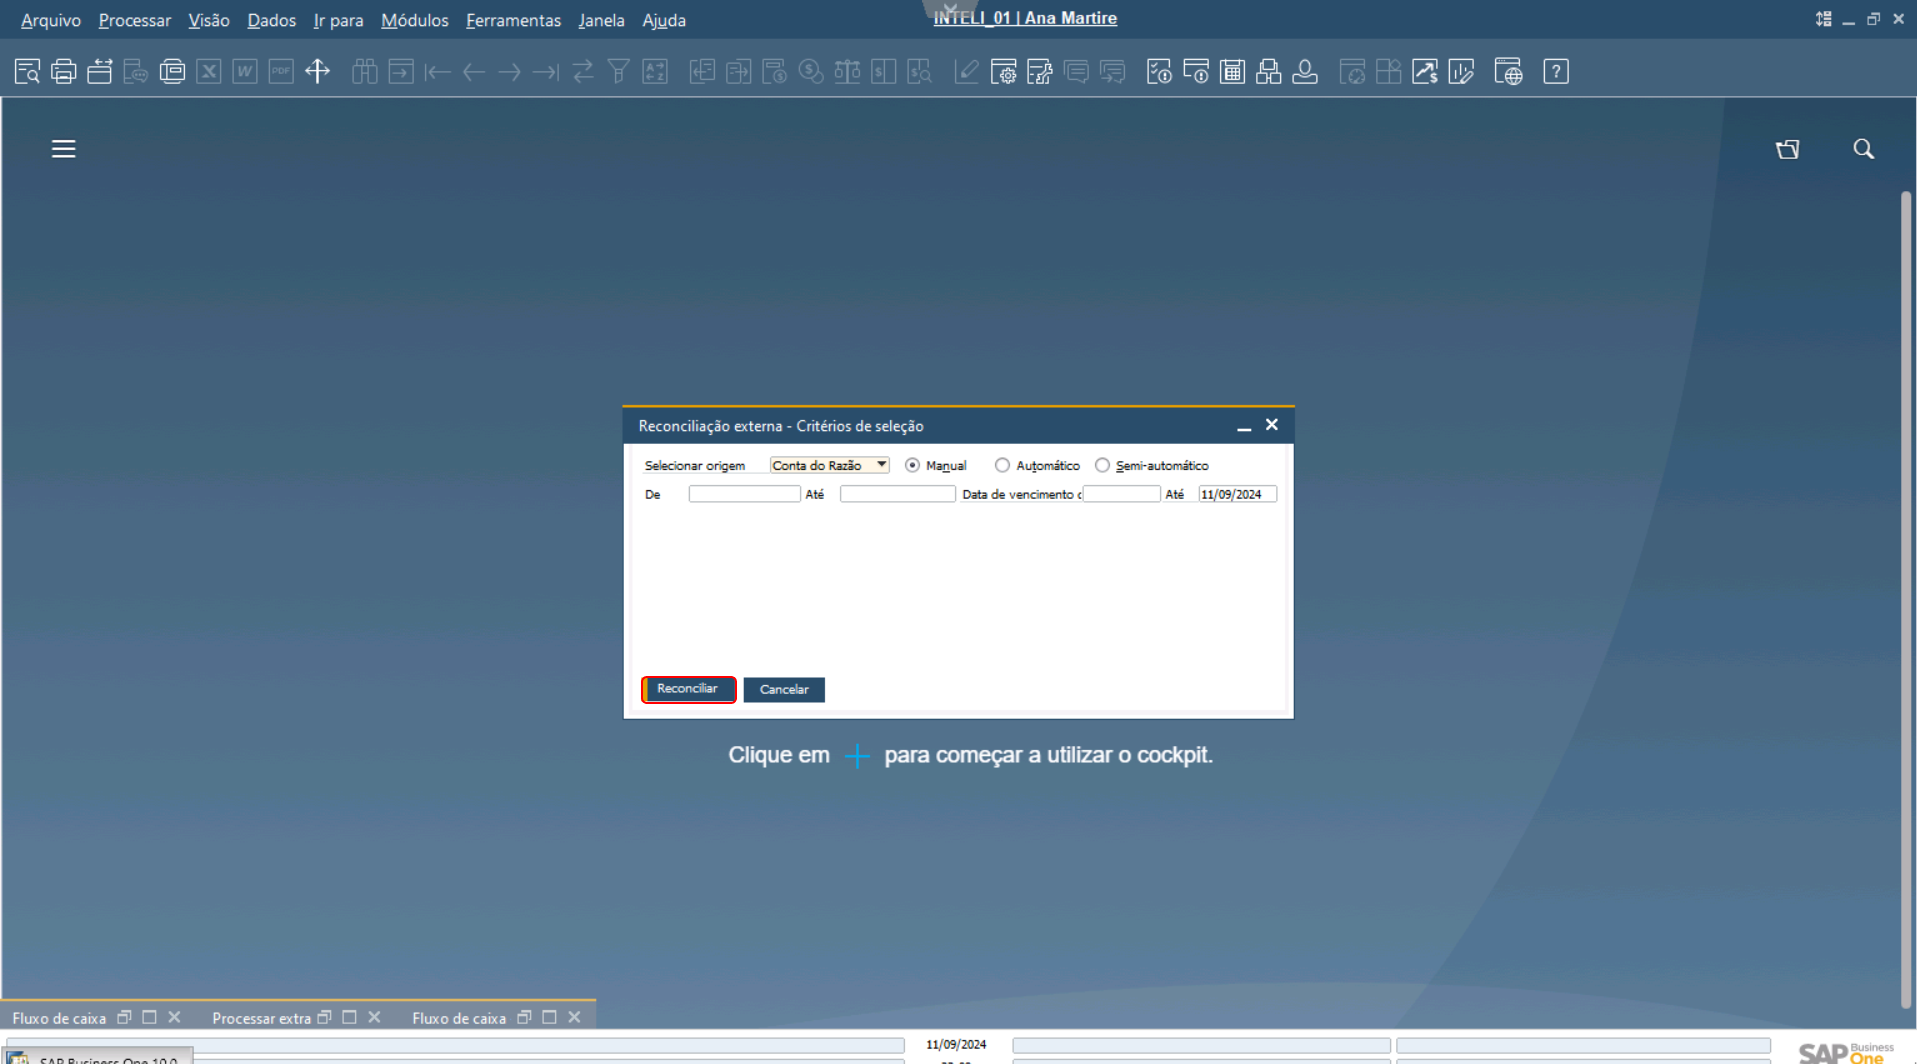 Arquivo Processar Visão Dados Ir para Módulos Ferramentas Janela Ajuda
INTELI_01 | Ana Martire
X W PDF A Z $ $ $ $ $ ?
Reconciliação externa - Critérios de seleção
Selecionar origem Conta do Razão Manual Automático Semi-automático
De Até Data de vencimento Até 11/09/2024
Reconciliar Cancelar
Clique em + para começar a utilizar o cockpit.
Fluxo de caixa Processar extra Fluxo de caixa
11/09/2024
SAP Business One
SAP Business One 10.0